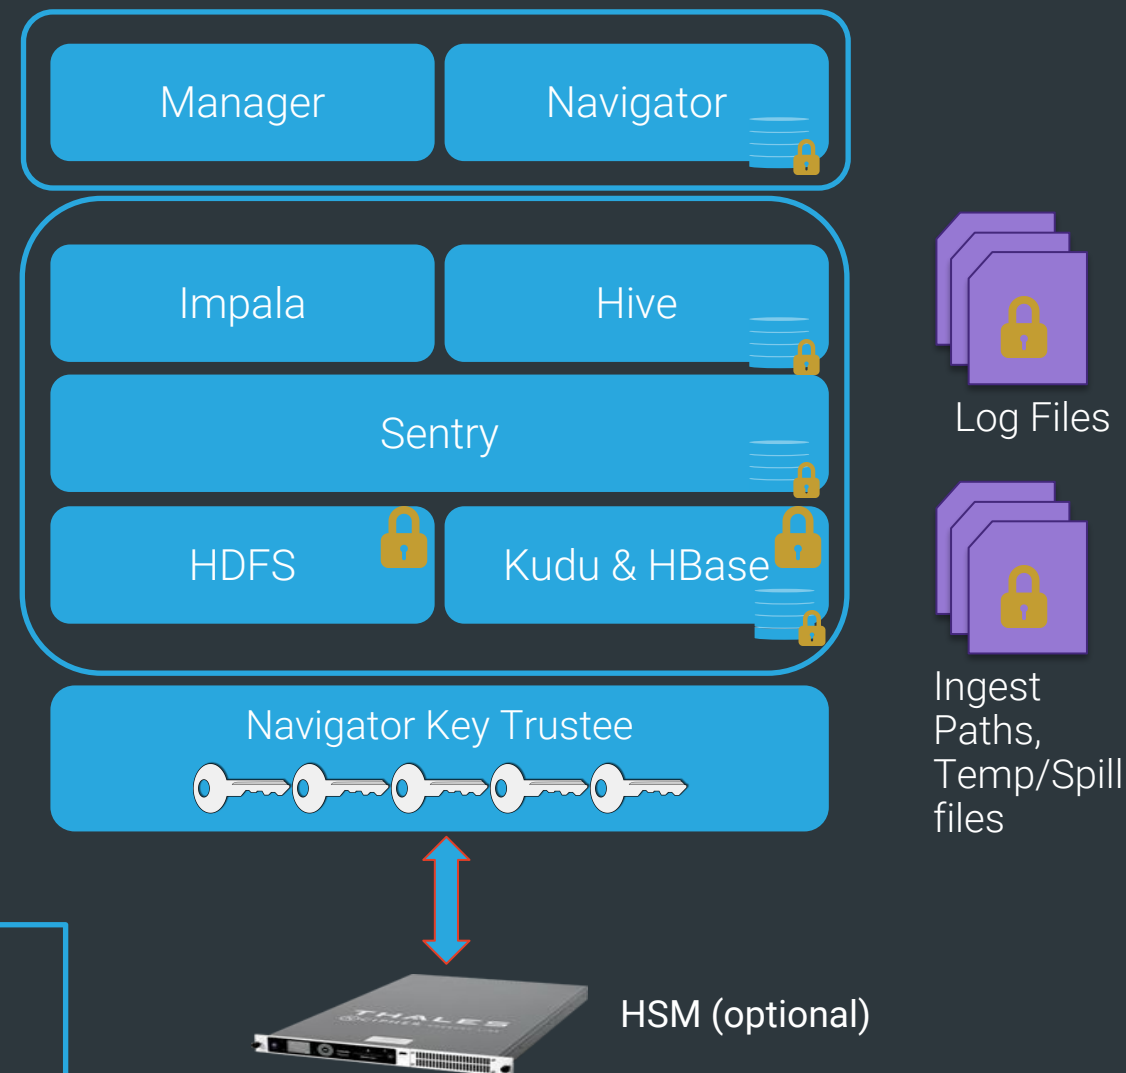 Manager
Navigator
Impala
Hive
Sentry
HDFS
Kudu & HBase
Navigator Key Trustee
Log Files
Ingest
Paths,
Temp/Spill
files
THALES
HSM (optional)